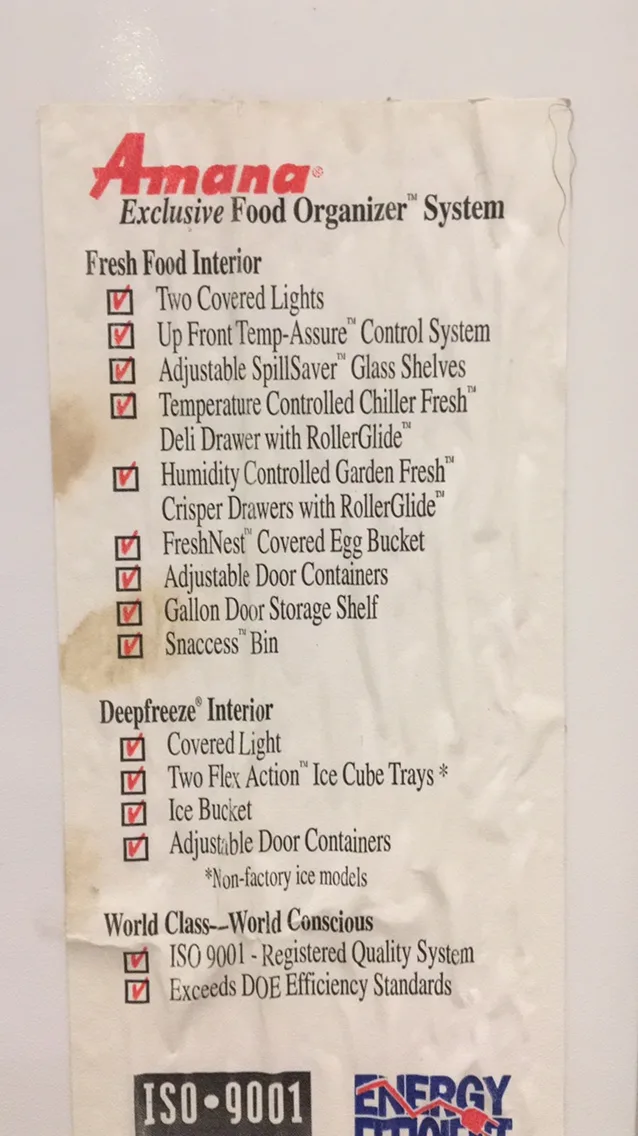 Amana®
Exclusive Food Organizer™ System
Fresh Food Interior
Two Covered Lights
Up Front Temp-Assure™ Control System
Adjustable SpillSaver™ Glass Shelves
Temperature Controlled Chiller Fresh™
Deli Drawer with RollerGlide™
Humidity Controlled Garden Fresh™
Crisper Drawers with RollerGlide™
FreshNest™ Covered Egg Bucket
Adjustable Door Containers
Gallon Door Storage Shelf
Snaccess™ Bin
Deepfreeze® Interior
Covered Light
Two Flex Action™ Ice Cube Trays *
Ice Bucket
Adjustable Door Containers
*Non-factory ice models
World Class--World Conscious
ISO 9001 - Registered Quality System
Exceeds DOE Efficiency Standards
ISO•9001
ENERGY
EFFICIENT